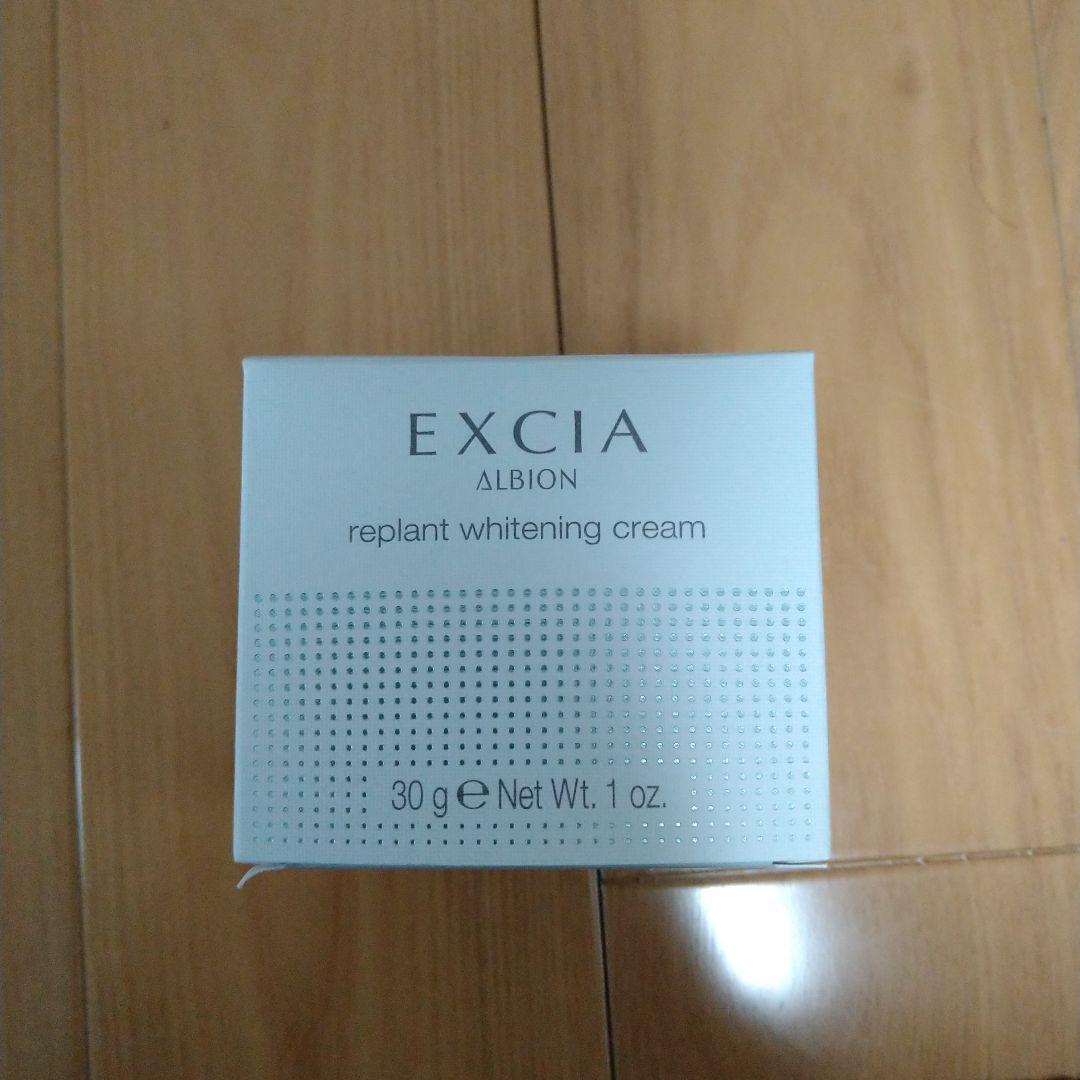 EXCIA
ALBION
replant whitening cream
30 g ℮ Net Wt. 1 oz.